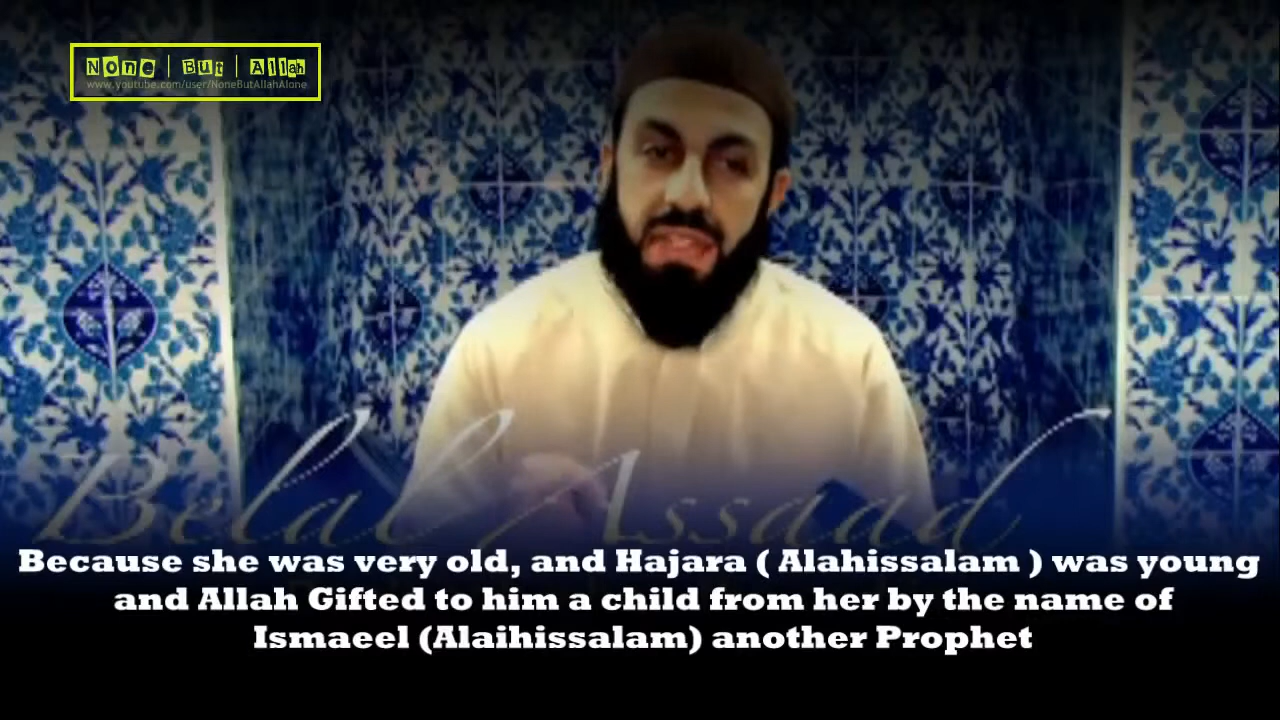 None | But | Allah
www.youtube.com/user/NoneButAllahAlone
Belal Assaad
Because she was very old, and Hajara ( Alahissalam ) was young
and Allah Gifted to him a child from her by the name of
Ismaeel (Alaihissalam) another Prophet